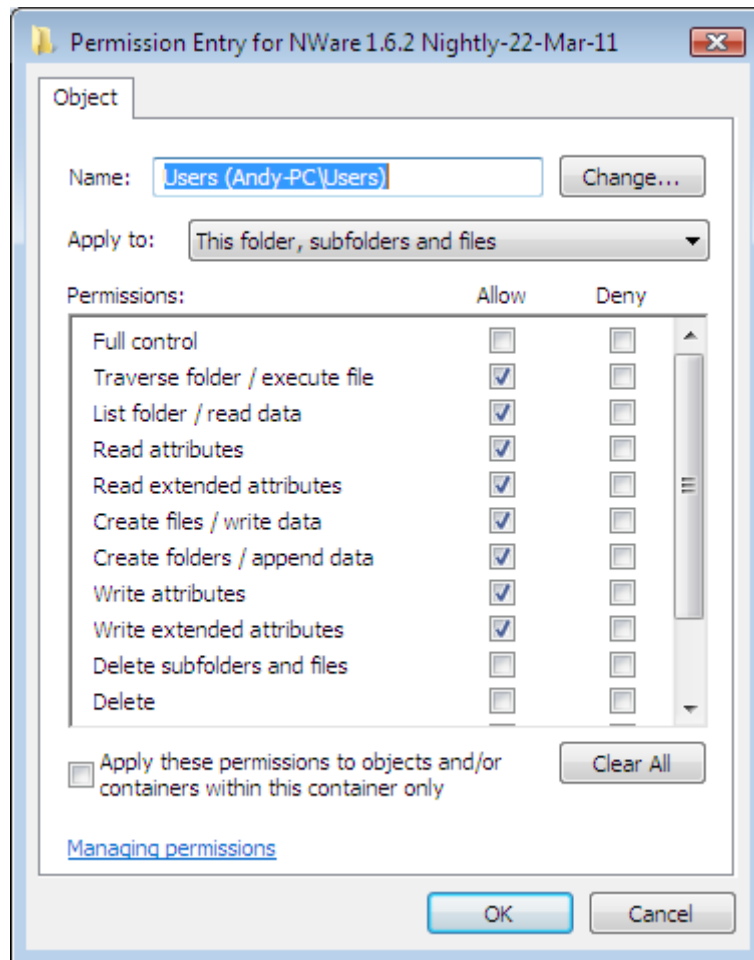 Permission Entry for NWare 1.6.2 Nightly-22-Mar-11
Object
Name: Users (Andy-PC\Users) Change...
Apply to: This folder, subfolders and files
Permissions: Allow Deny
Full control
Traverse folder / execute file
List folder / read data
Read attributes
Read extended attributes
Create files / write data
Create folders / append data
Write attributes
Write extended attributes
Delete subfolders and files
Delete
Apply these permissions to objects and/or
containers within this container only
Clear All
Managing permissions
OK Cancel